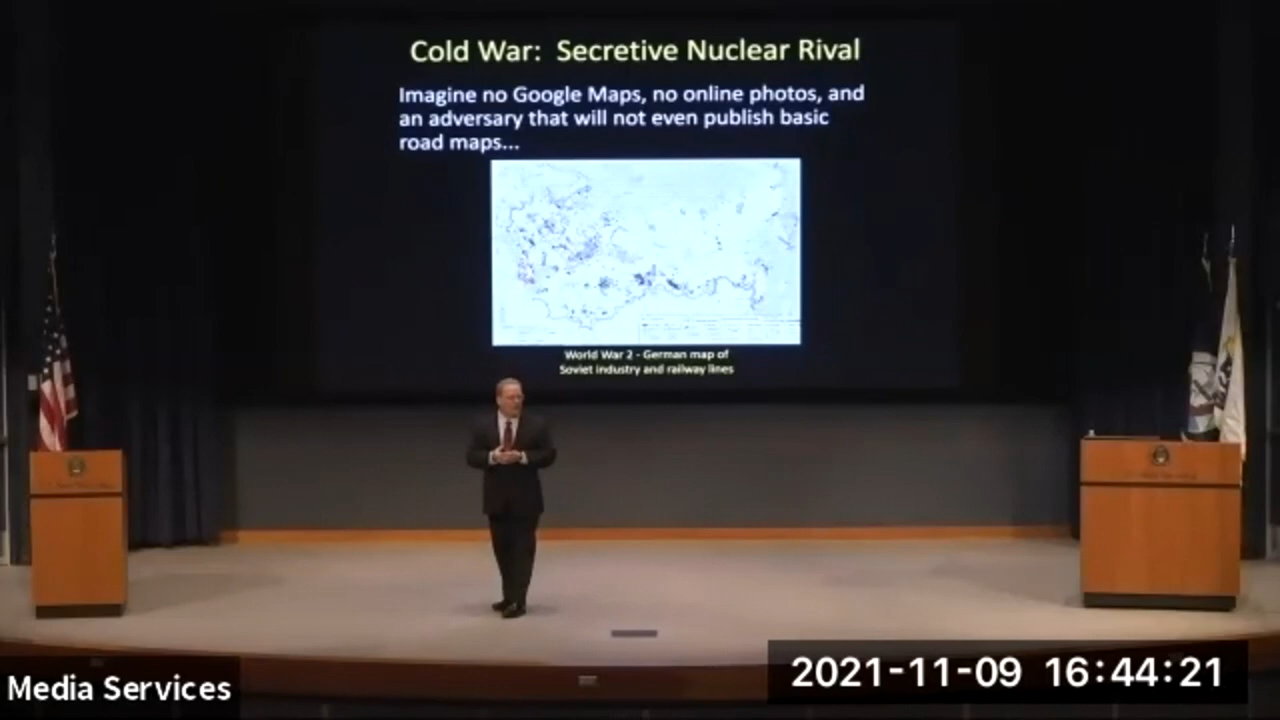 Cold War:  Secretive Nuclear Rival
Imagine no Google Maps, no online photos, and
an adversary that will not even publish basic
road maps...
World War 2 - German map of
Soviet industry and railway lines
Media Services
2021-11-09 16:44:21